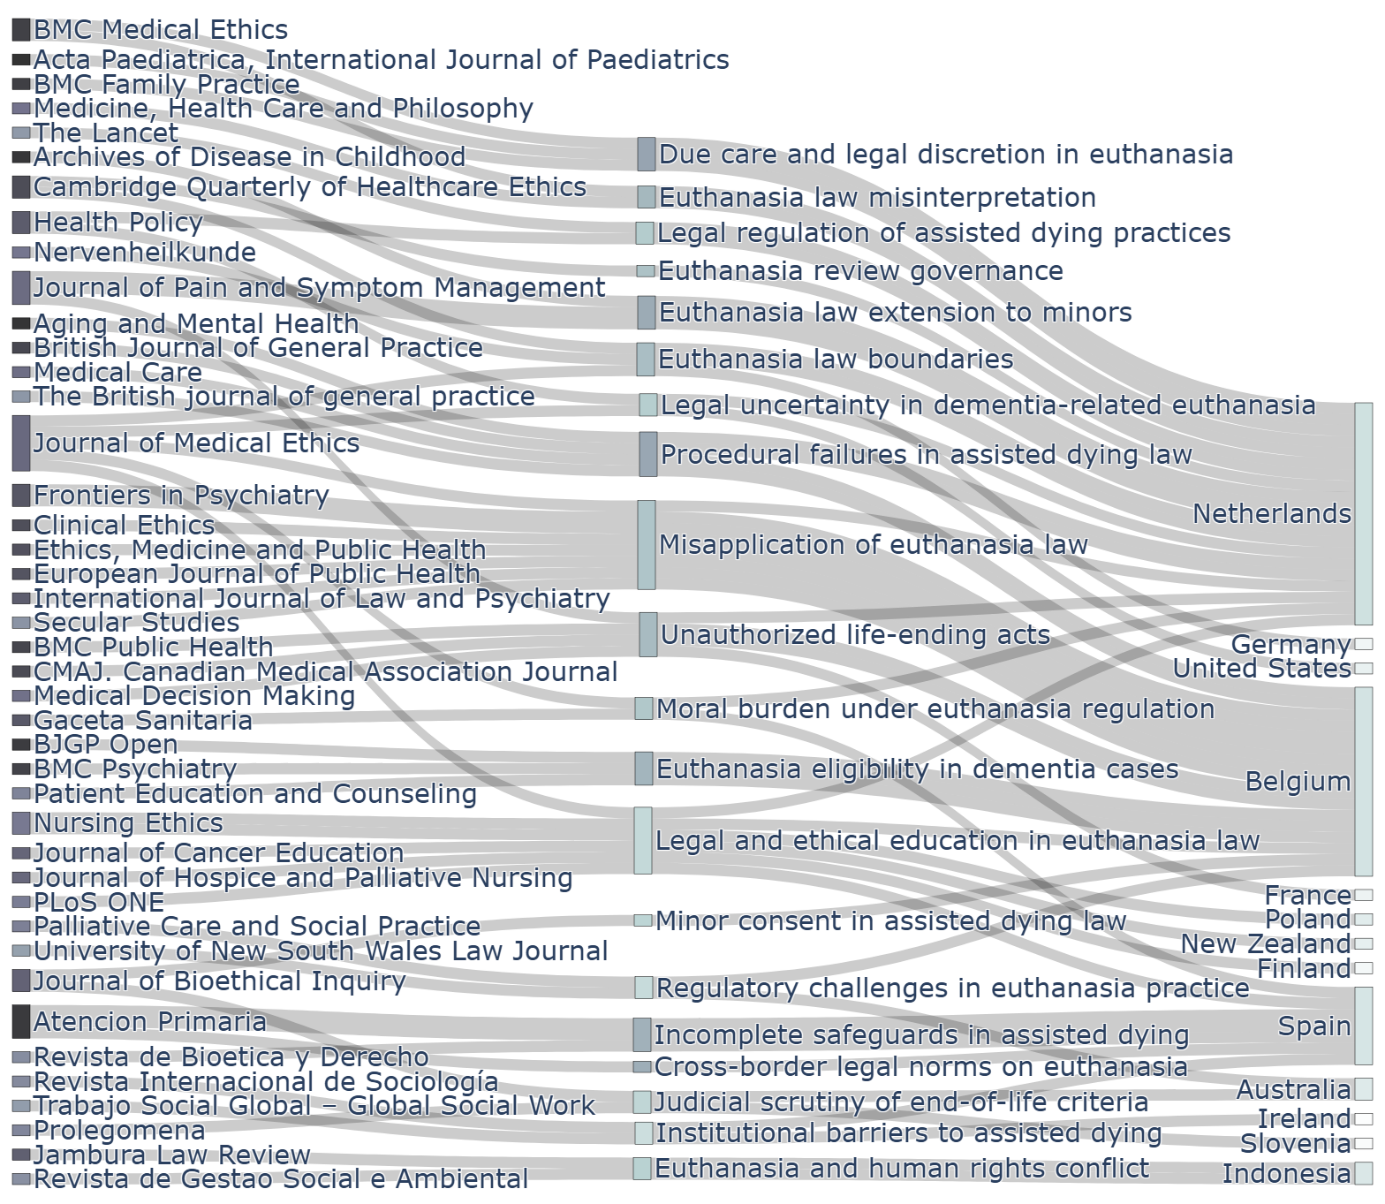 BMC Medical Ethics
Acta Paediatrica, International Journal of Paediatrics
BMC Family Practice
Medicine, Health Care and Philosophy
The Lancet
Archives of Disease in Childhood
Cambridge Quarterly of Healthcare Ethics
Health Policy
Nervenheilkunde
Journal of Pain and Symptom Management
Aging and Mental Health
British Journal of General Practice
Medical Care
The British journal of general practice
Journal of Medical Ethics
Frontiers in Psychiatry
Clinical Ethics
Ethics, Medicine and Public Health
European Journal of Public Health
International Journal of Law and Psychiatry
Secular Studies
BMC Public Health
CMAJ. Canadian Medical Association Journal
Medical Decision Making
Gaceta Sanitaria
BJGP Open
BMC Psychiatry
Patient Education and Counseling
Nursing Ethics
Journal of Cancer Education
Journal of Hospice and Palliative Nursing
PLoS ONE
Palliative Care and Social Practice
University of New South Wales Law Journal
Journal of Bioethical Inquiry
Atencion Primaria
Revista de Bioetica y Derecho
Revista Internacional de Sociología
Trabajo Social Global – Global Social Work
Prolegomena
Jambura Law Review
Revista de Gestao Social e Ambiental
Due care and legal discretion in euthanasia
Euthanasia law misinterpretation
Legal regulation of assisted dying practices
Euthanasia review governance
Euthanasia law extension to minors
Euthanasia law boundaries
Legal uncertainty in dementia-related euthanasia
Procedural failures in assisted dying law
Misapplication of euthanasia law
Unauthorized life-ending acts
Moral burden under euthanasia regulation
Euthanasia eligibility in dementia cases
Legal and ethical education in euthanasia law
Minor consent in assisted dying law
Regulatory challenges in euthanasia practice
Incomplete safeguards in assisted dying
Cross-border legal norms on euthanasia
Judicial scrutiny of end-of-life criteria
Institutional barriers to assisted dying
Euthanasia and human rights conflict
Netherlands
Germany
United States
Belgium
France
Poland
New Zealand
Finland
Spain
Australia
Ireland
Slovenia
Indonesia